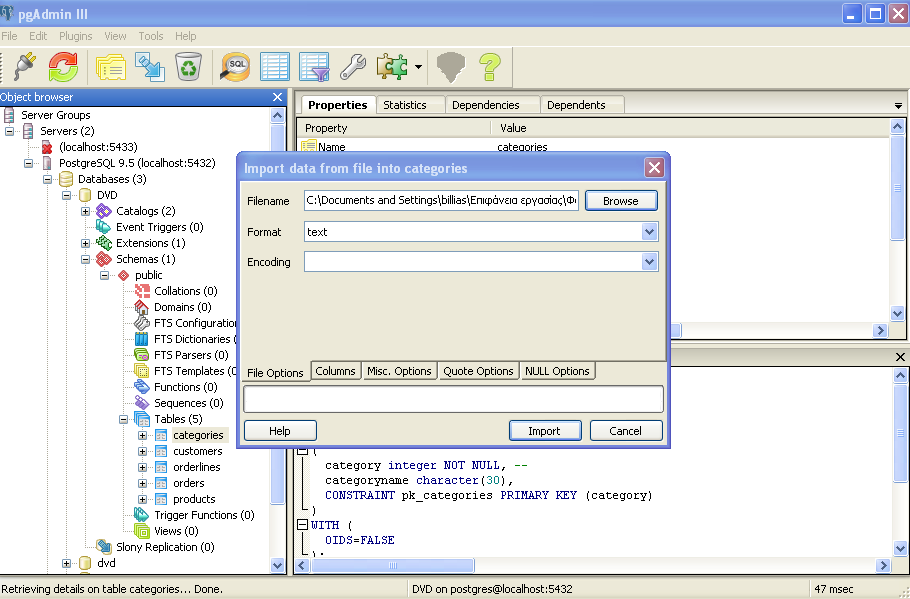 pgAdmin III
File Edit Plugins View Tools Help
SQL
Object browser
Server Groups
Servers (2)
(localhost:5433)
PostgreSQL 9.5 (localhost:5432)
Databases (3)
DVD
Catalogs (2)
Event Triggers (0)
Extensions (1)
Schemas (1)
public
Collations (0)
Domains (0)
FTS Configuration
FTS Dictionaries (
FTS Parsers (0)
FTS Templates (0
Functions (0)
Sequences (0)
Tables (5)
categories
customers
orderlines
orders
products
Trigger Functions (0)
Views (0)
Slony Replication (0)
dvd
Properties Statistics Dependencies Dependents
Property Value
Name categories
Import data from file into categories
Filename C:\Documents and Settings\billias\Επιφάνεια εργασίας\Φ Browse
Format text
Encoding
File Options Columns Misc. Options Quote Options NULL Options
Help Import Cancel
(
category integer NOT NULL, --
categoryname character(30),
CONSTRAINT pk_categories PRIMARY KEY (category)
)
WITH (
OIDS=FALSE
);
Retrieving details on table categories... Done. DVD on postgres@localhost:5432 47 msec